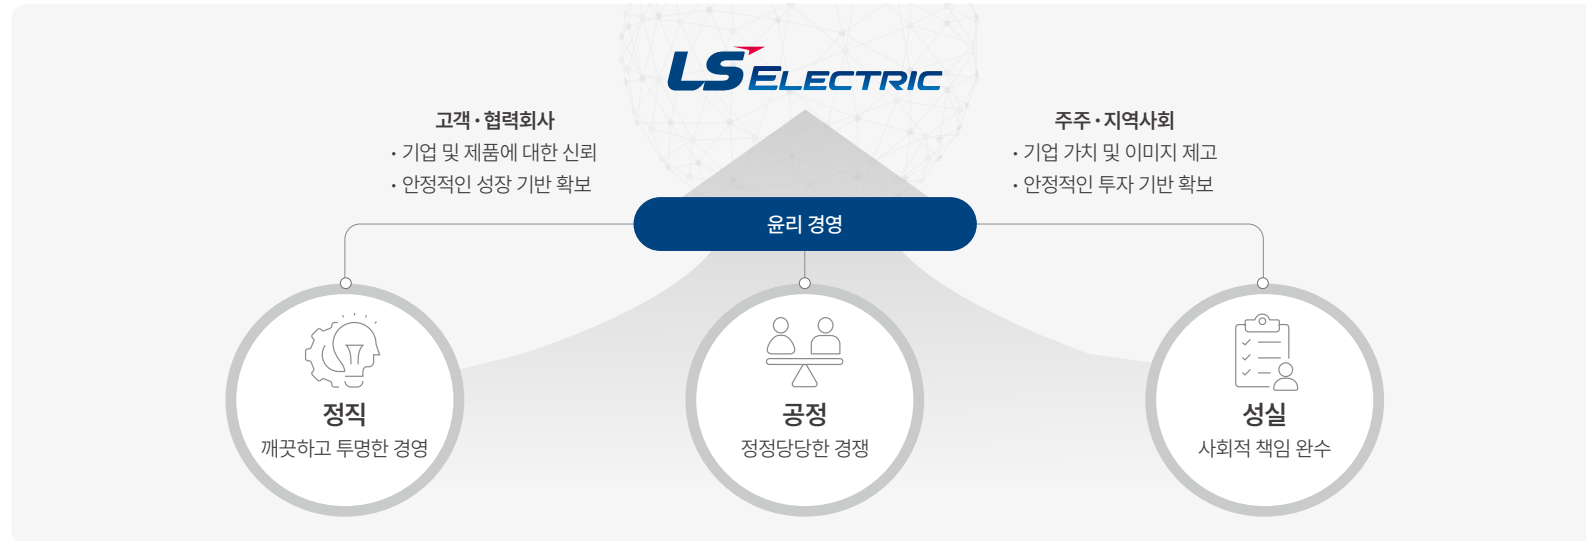 LS ELECTRIC
고객 · 협력회사
· 기업 및 제품에 대한 신뢰
· 안정적인 성장 기반 확보
주주 · 지역사회
· 기업 가치 및 이미지 제고
· 안정적인 투자 기반 확보
윤리 경영
정직
깨끗하고 투명한 경영
공정
정정당당한 경쟁
성실
사회적 책임 완수